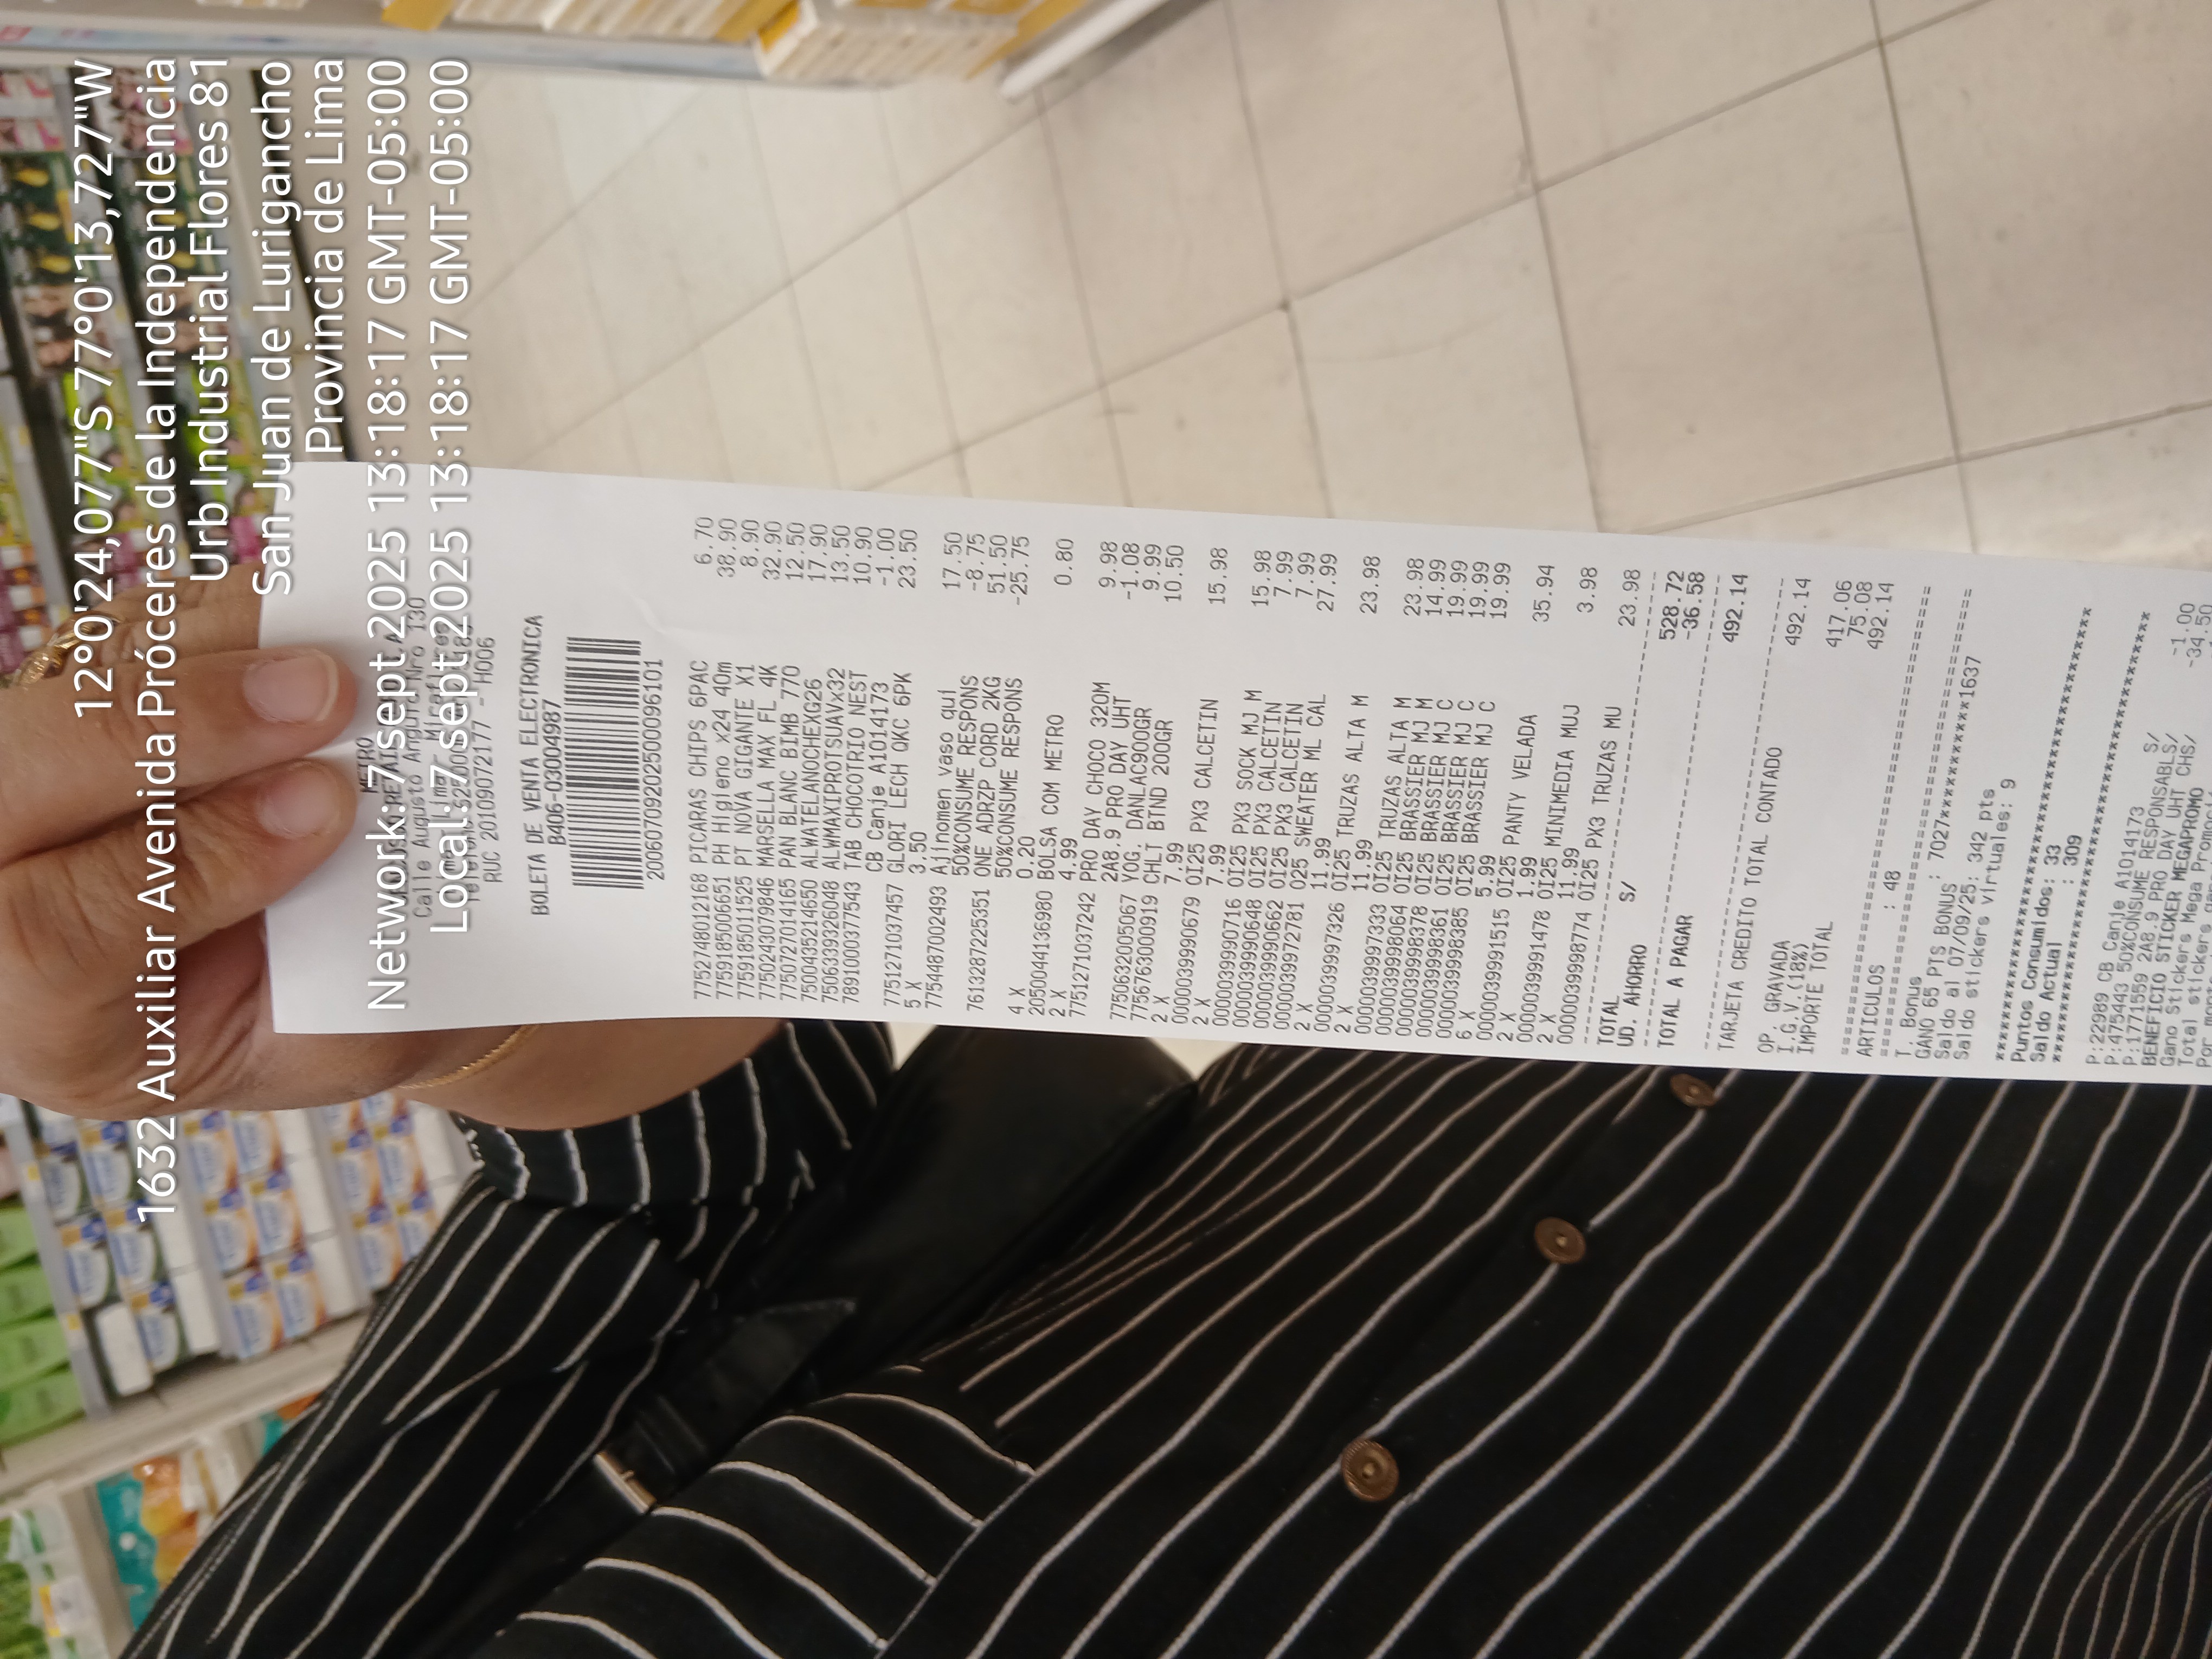 12°0'24,077"S 77°0'13,727"W
1632 Auxiliar Avenida Próceres de la Independencia
Urb Industrial Flores 81
San Juan de Lurigancho
Provincia de Lima
Network: 7 sept. 2025 13:18:17 GMT-05:00
Local: 7 sept. 2025 13:18:17 GMT-05:00
METRO
Calle Augusto Angulo Nro 130
Lima - Miraflores
RUC 20109072177 - H006
BOLETA DE VENTA ELECTRONICA
B406-03004987
20060709202500096101
7752748012168 PICARAS CHIPS 6PAC 6.70
7759185006651 PH Higieno x24 40m 38.90
7759185011525 PT NOVA GIGANTE X1 8.90
7750243079846 MARSELLA MAX FL 4K 32.90
7750727014165 PAN BLANC BIMB 770 12.50
7500435214650 ALWATELANOCHEXG26 17.90
7506339326048 ALWMAXIPROTSUAVx32 13.50
7891000377543 TAB CHOCOTRIO NEST 10.90
CB Canje A1014173 -1.00
7751271037457 GLORI LECH QKC 6PK 23.50
5 X 3.50
7754487002493 Ajinomen vaso qui 17.50
50%CONSUME RESPONS -8.75
7613287225351 ONE ADRZP CORD 2KG 51.50
50%CONSUME RESPONS -25.75
4 X 0.20
2050044136980 BOLSA COM METRO 0.80
2 X 4.99
7751271037242 PRO DAY CHOCO 320M 9.98
2A8.9 PRO DAY UHT -1.08
7750632005067 YOG. DANLAC900GR 9.99
7756763000919 CHLT BTND 200GR 10.50
2 X 7.99
0000039990679 OI25 PX3 CALCETIN 15.98
2 X 7.99
0000039990716 OI25 PX3 SOCK MJ M 15.98
0000039990648 OI25 PX3 CALCETIN 7.99
0000039990662 OI25 PX3 CALCETIN 7.99
0000039972781 O25 SWEATER ML CAL 27.99
2 X 11.99
0000039997326 OI25 TRUZAS ALTA M 23.98
2 X 11.99
0000039997333 OI25 TRUZAS ALTA M 23.98
0000039998064 OI25 BRASSIER MJ M 14.99
0000039998378 OI25 BRASSIER MJ C 19.99
0000039998361 OI25 BRASSIER MJ C 19.99
0000039998385 OI25 BRASSIER MJ C 19.99
6 X 5.99
0000039991515 OI25 PANTY VELADA 35.94
2 X 1.99
0000039991478 OI25 MINIMEDIA MUJ 3.98
2 X 11.99
0000039998774 OI25 PX3 TRUZAS MU 23.98
TOTAL S/ 528.72
UD. AHORRO -36.58
TOTAL A PAGAR 492.14
TARJETA CREDITO TOTAL CONTADO 492.14
OP. GRAVADA 417.06
I.G.V.(18%) 75.08
IMPORTE TOTAL 492.14
ARTICULOS : 48
T. Bonus : 7027***********1637
GANO 65 PTS BONUS
Saldo al 07/09/25: 342 pts
Saldo stickers virtuales: 9
Puntos Consumidos: 33
Saldo Actual : 309
P:22989 CB Canje A1014173 S/ -1.00
P:475443 50%CONSUME RESPONSABLS/ -34.50
P:1771559 2A8.9 PRO DAY UHT CHS/
BENEFICIO STICKER MEGAPROMO
Gano Stickers Mega
Total stickers